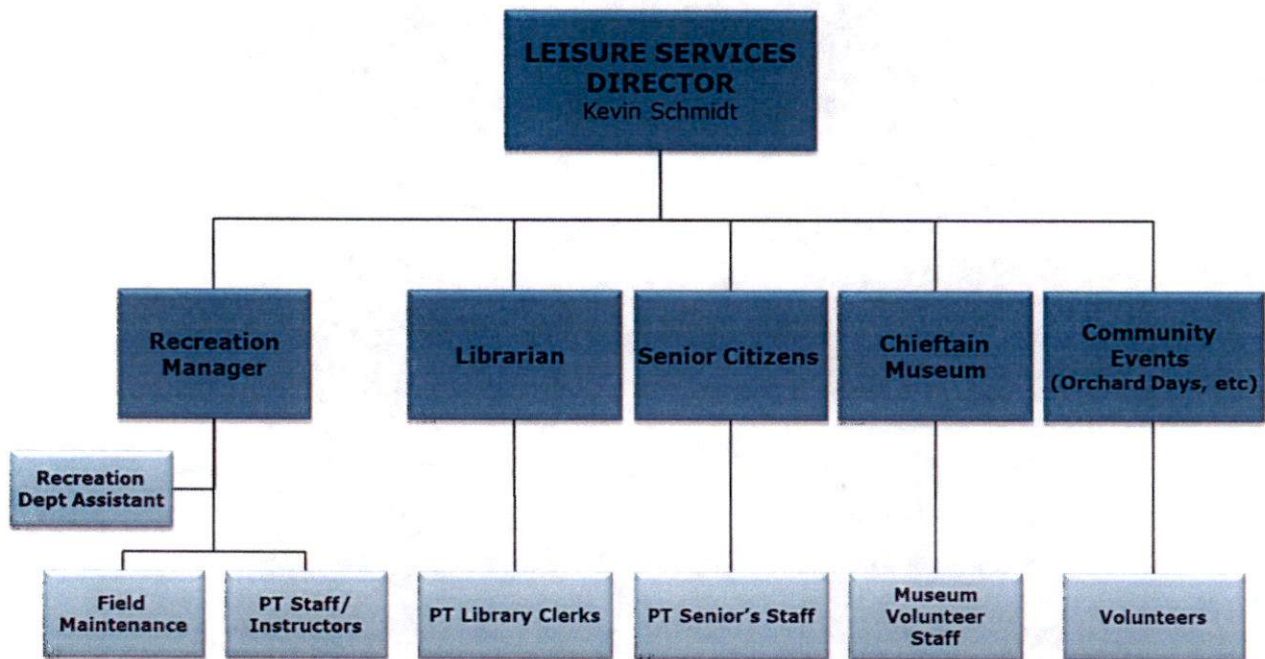 LEISURE SERVICES
DIRECTOR
Kevin Schmidt
Recreation
Manager
Librarian
Senior Citizens
Chieftain
Museum
Community
Events
(Orchard Days, etc)
Recreation
Dept Assistant
Field
Maintenance
PT Staff/
Instructors
PT Library Clerks
PT Senior's Staff
Museum
Volunteer
Staff
Volunteers